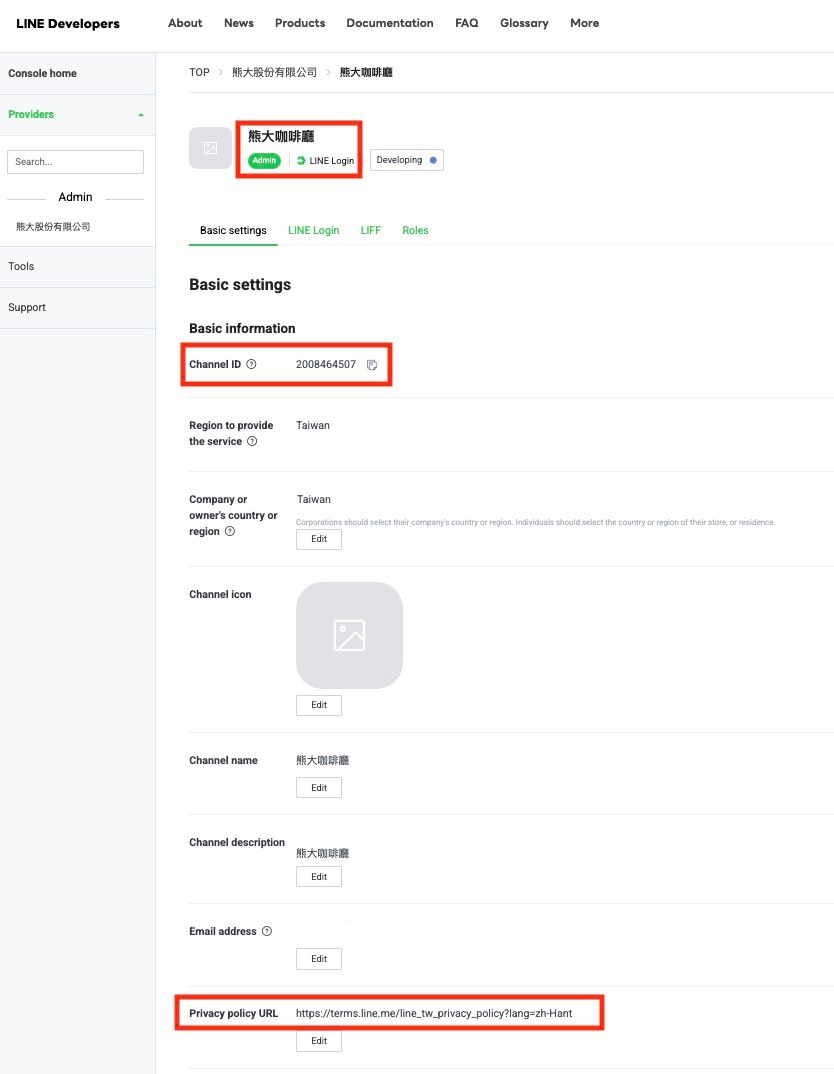 LINE Developers
About News Products Documentation FAQ Glossary More
Console home
Providers
Search...
Admin
熊大股份有限公司
Tools
Support
TOP > 熊大股份有限公司 > 熊大咖啡廳
熊大咖啡廳
Admin | LINE Login
Developing
Basic settings LINE Login LIFF Roles
Basic settings
Basic information
Channel ID 2008464507
Region to provide the service
Taiwan
Company or owner's country or region
Taiwan
Corporations should select their company's country or region. Individuals should select the country or region of their store, or residence.
Edit
Channel icon
Edit
Channel name
熊大咖啡廳
Edit
Channel description
熊大咖啡廳
Edit
Email address
Edit
Privacy policy URL https://terms.line.me/line_tw_privacy_policy?lang=zh-Hant
Edit